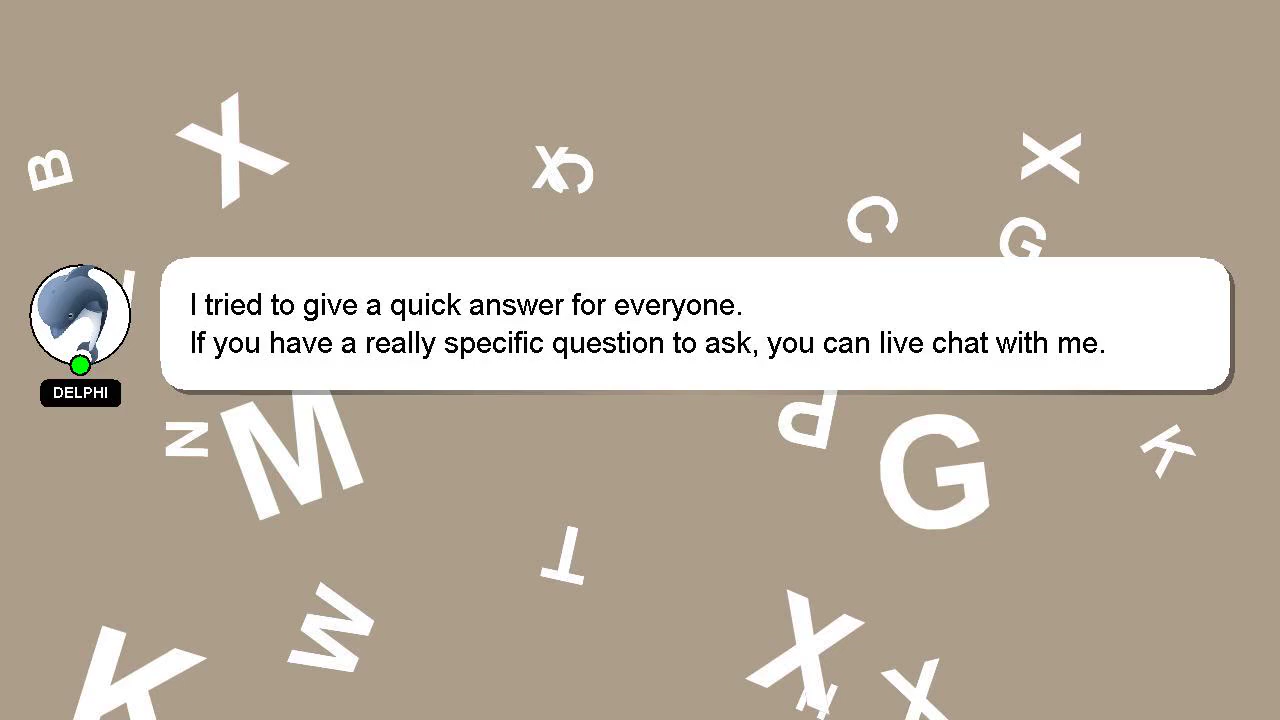 B
X
X
C
X
C
G
I tried to give a quick answer for everyone.
If you have a really specific question to ask, you can live chat with me.
DELPHI
N
M
P
G
K
T
W
K
X
X